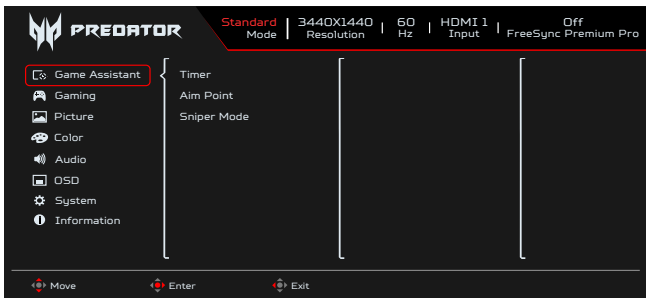 PREDATOR
Standard
Mode
3440X1440
Resolution
60
Hz
HDMI 1
Input
Off
FreeSync Premium Pro
Game Assistant
Gaming
Picture
Color
Audio
OSD
System
Information
Timer
Aim Point
Sniper Mode
Move
Enter
Exit